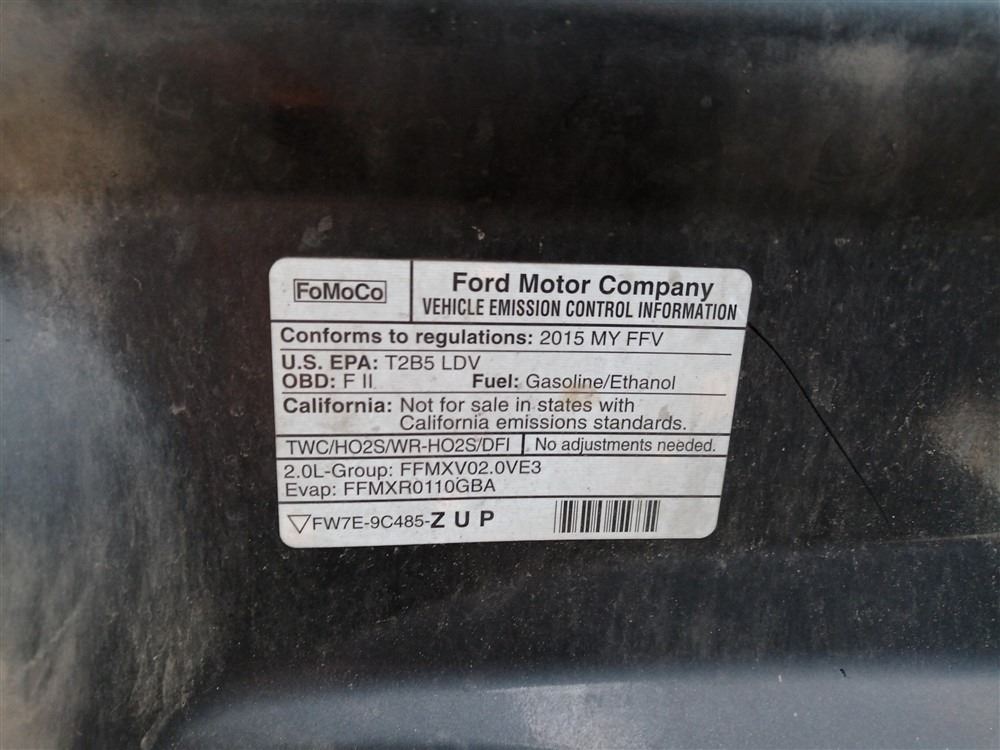 FoMoCo
Ford Motor Company
VEHICLE EMISSION CONTROL INFORMATION
Conforms to regulations: 2015 MY FFV
U.S. EPA: T2B5 LDV
OBD: F II Fuel: Gasoline/Ethanol
California: Not for sale in states with
California emissions standards.
TWC/HO2S/WR-HO2S/DFI No adjustments needed.
2.0L-Group: FFMXV02.0VE3
Evap: FFMXR0110GBA
FW7E-9C485-Z U P